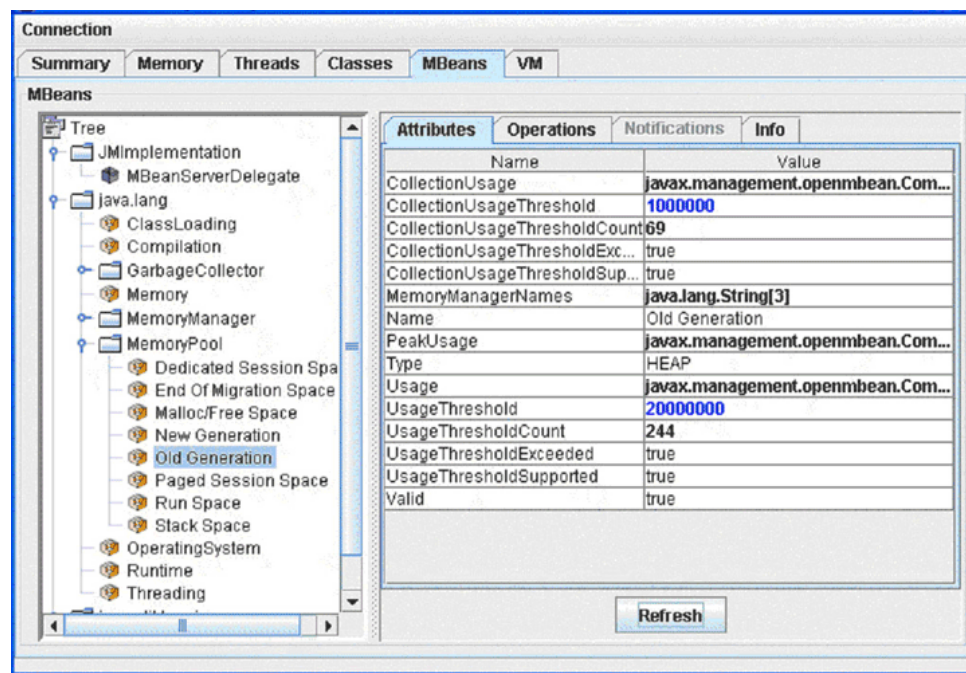 Connection
Summary Memory Threads Classes MBeans VM
MBeans
Tree
JMImplementation
MBeanServerDelegate
java.lang
ClassLoading
Compilation
GarbageCollector
Memory
MemoryManager
MemoryPool
Dedicated Session Spa
End Of Migration Space
Malloc/Free Space
New Generation
Old Generation
Paged Session Space
Run Space
Stack Space
OperatingSystem
Runtime
Threading
Attributes Operations Notifications Info
Name Value
CollectionUsage javax.management.openmbean.Com...
CollectionUsageThreshold 1000000
CollectionUsageThresholdCount 69
CollectionUsageThresholdExc... true
CollectionUsageThresholdSup... true
MemoryManagerNames java.lang.String[3]
Name Old Generation
PeakUsage javax.management.openmbean.Com...
Type HEAP
Usage javax.management.openmbean.Com...
UsageThreshold 20000000
UsageThresholdCount 244
UsageThresholdExceeded true
UsageThresholdSupported true
Valid true
Refresh